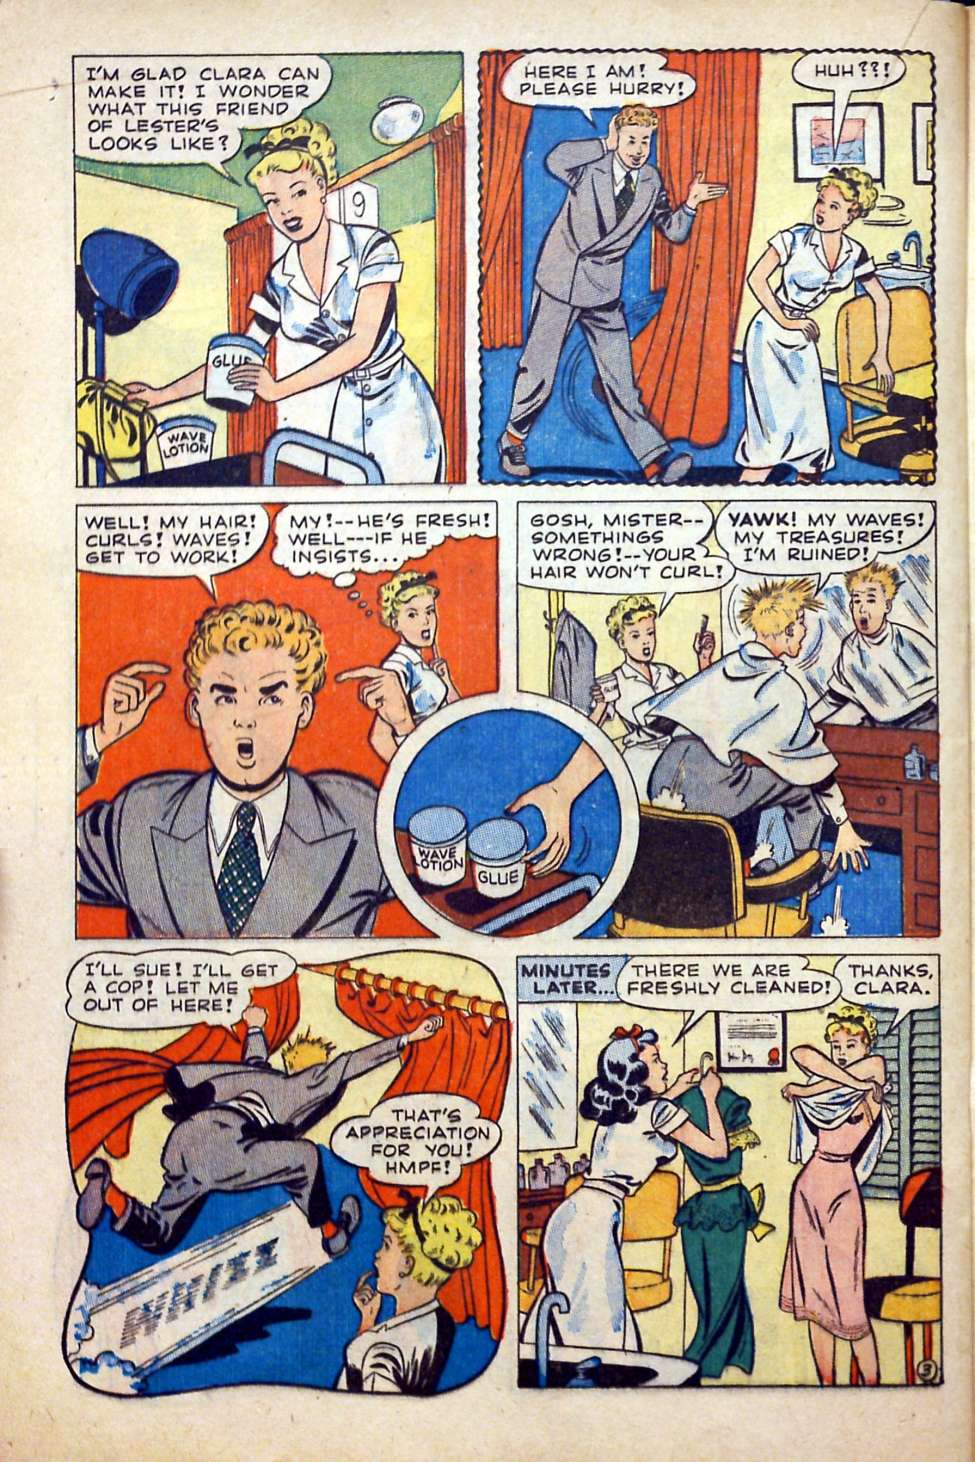 I'M GLAD CLARA CAN
MAKE IT! I WONDER
WHAT THIS FRIEND
OF LESTER'S
LOOKS LIKE?
9
GLUE
WAVE
LOTION
HERE I AM!
PLEASE HURRY!
HUH??!
WELL! MY HAIR!
CURLS! WAVES!
GET TO WORK!
MY!--HE'S FRESH!
WELL---IF HE
INSISTS...
WAVE
LOTION
GLUE
GOSH, MISTER--
SOMETHINGS
WRONG!--YOUR
HAIR WON'T CURL!
YAWK! MY WAVES!
MY TREASURES!
I'M RUINED!
GLUE
I'LL SUE! I'LL GET
A COP! LET ME
OUT OF HERE!
THAT'S
APPRECIATION
FOR YOU!
HMPF!
MINUTES
LATER...
THERE WE ARE
FRESHLY CLEANED!
THANKS,
CLARA.
3